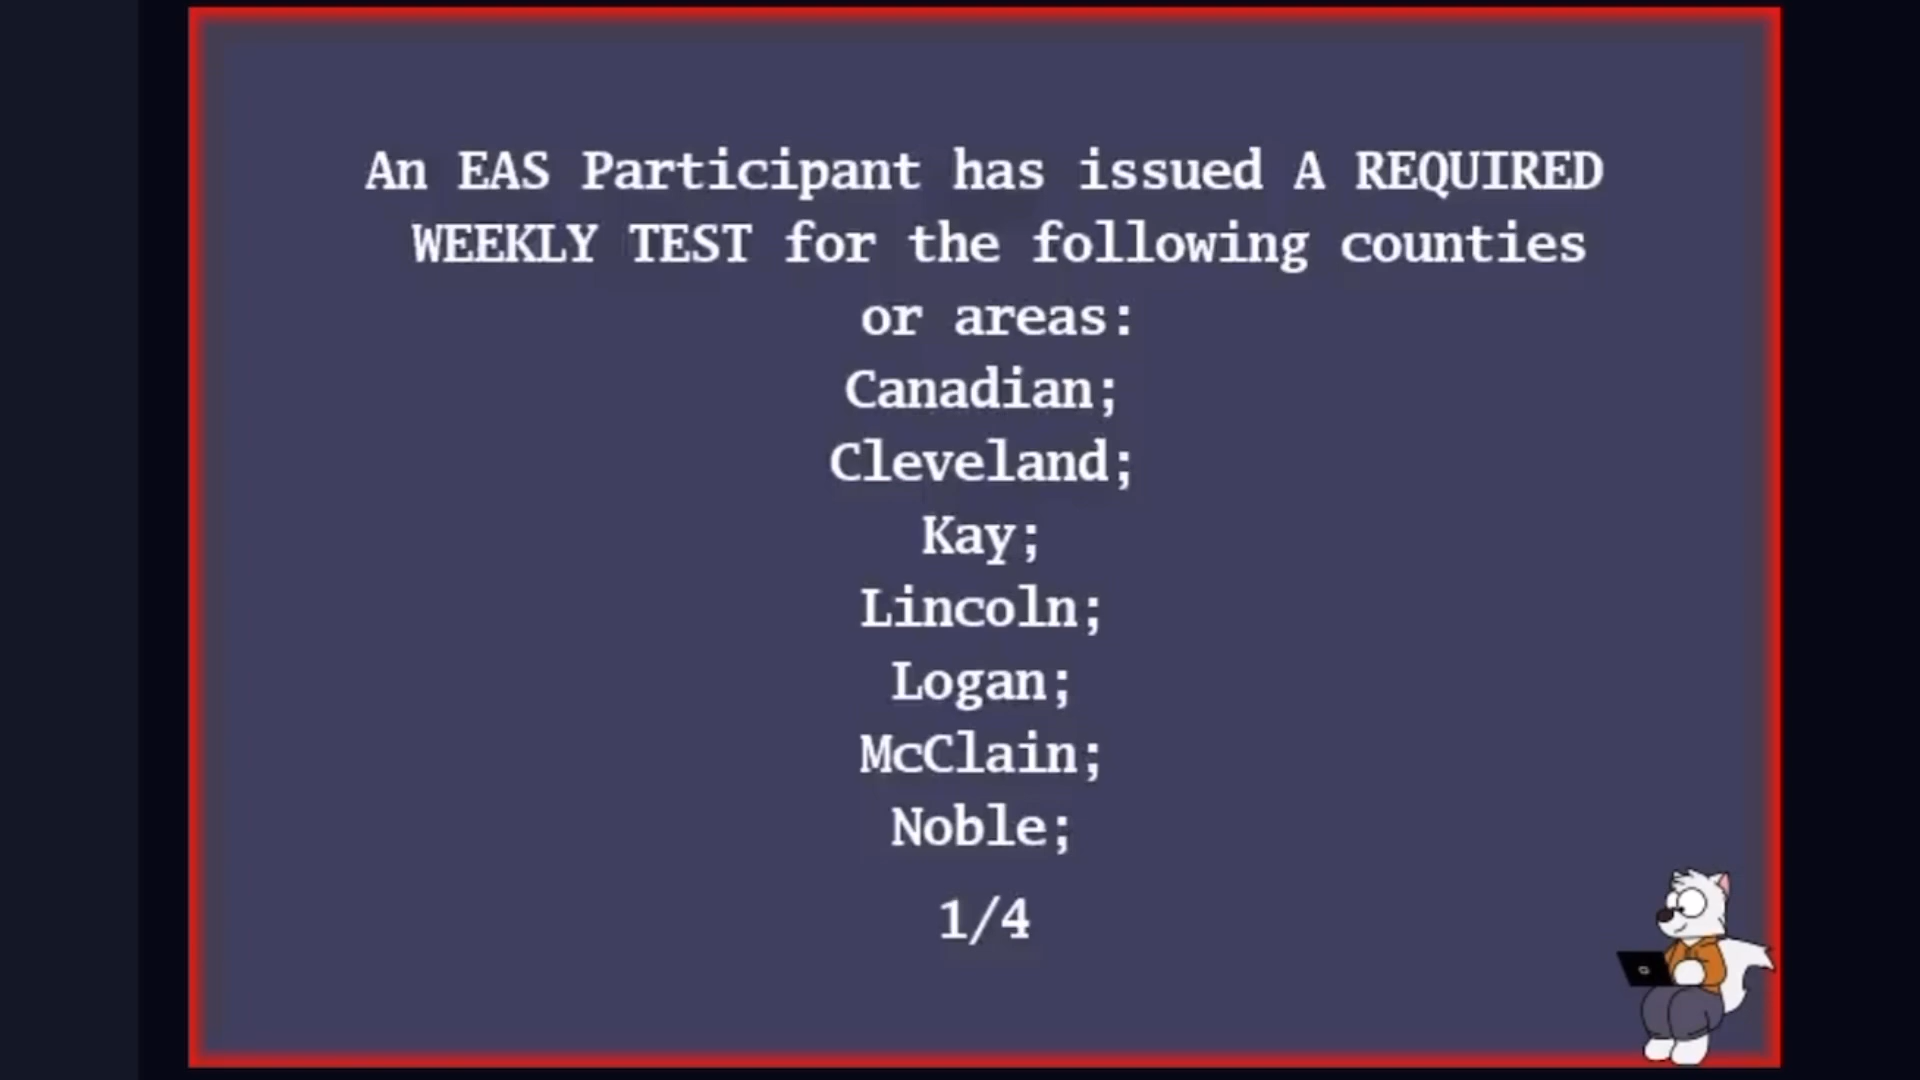 An EAS Participant has issued A REQUIRED
WEEKLY TEST for the following counties
or areas:
Canadian;
Cleveland;
Kay;
Lincoln;
Logan;
McClain;
Noble;
1/4